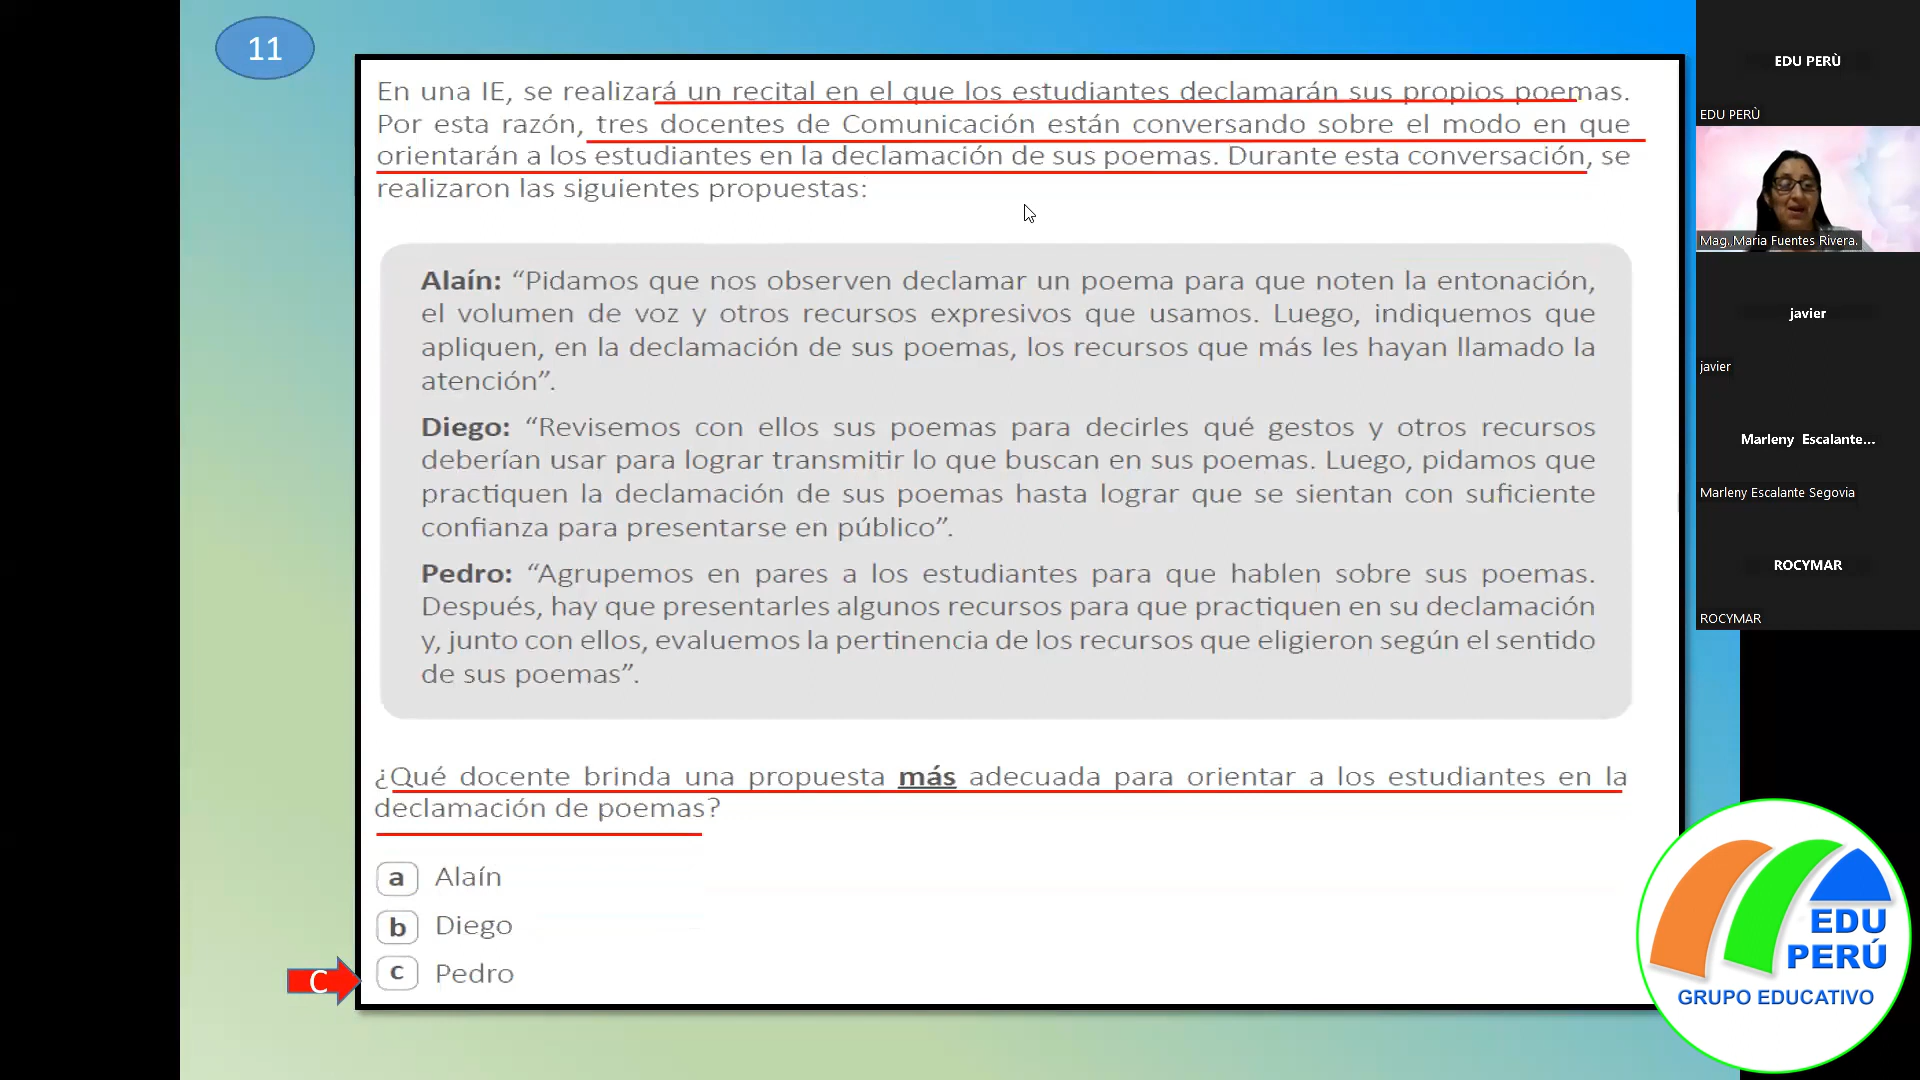 11
En una IE, se realizará un recital en el que los estudiantes declamarán sus propios poemas.
Por esta razón, tres docentes de Comunicación están conversando sobre el modo en que
orientarán a los estudiantes en la declamación de sus poemas. Durante esta conversación, se
realizaron las siguientes propuestas:
Alaín: “Pidamos que nos observen declamar un poema para que noten la entonación,
el volumen de voz y otros recursos expresivos que usamos. Luego, indiquemos que
apliquen, en la declamación de sus poemas, los recursos que más les hayan llamado la
atención”.
Diego: “Revisemos con ellos sus poemas para decirles qué gestos y otros recursos
deberían usar para lograr transmitir lo que buscan en sus poemas. Luego, pidamos que
practiquen la declamación de sus poemas hasta lograr que se sientan con suficiente
confianza para presentarse en público”.
Pedro: “Agrupemos en pares a los estudiantes para que hablen sobre sus poemas.
Después, hay que presentarles algunos recursos para que practiquen en su declamación
y, junto con ellos, evaluemos la pertinencia de los recursos que eligieron según el sentido
de sus poemas”.
¿Qué docente brinda una propuesta más adecuada para orientar a los estudiantes en la
declamación de poemas?
a Alaín
b Diego
C c Pedro
EDU PERÙ
EDU PERÙ
Mag. Maria Fuentes Rivera.
javier
javier
Marleny Escalante...
Marleny Escalante Segovia
ROCYMAR
ROCYMAR
EDU
PERÚ
GRUPO EDUCATIVO